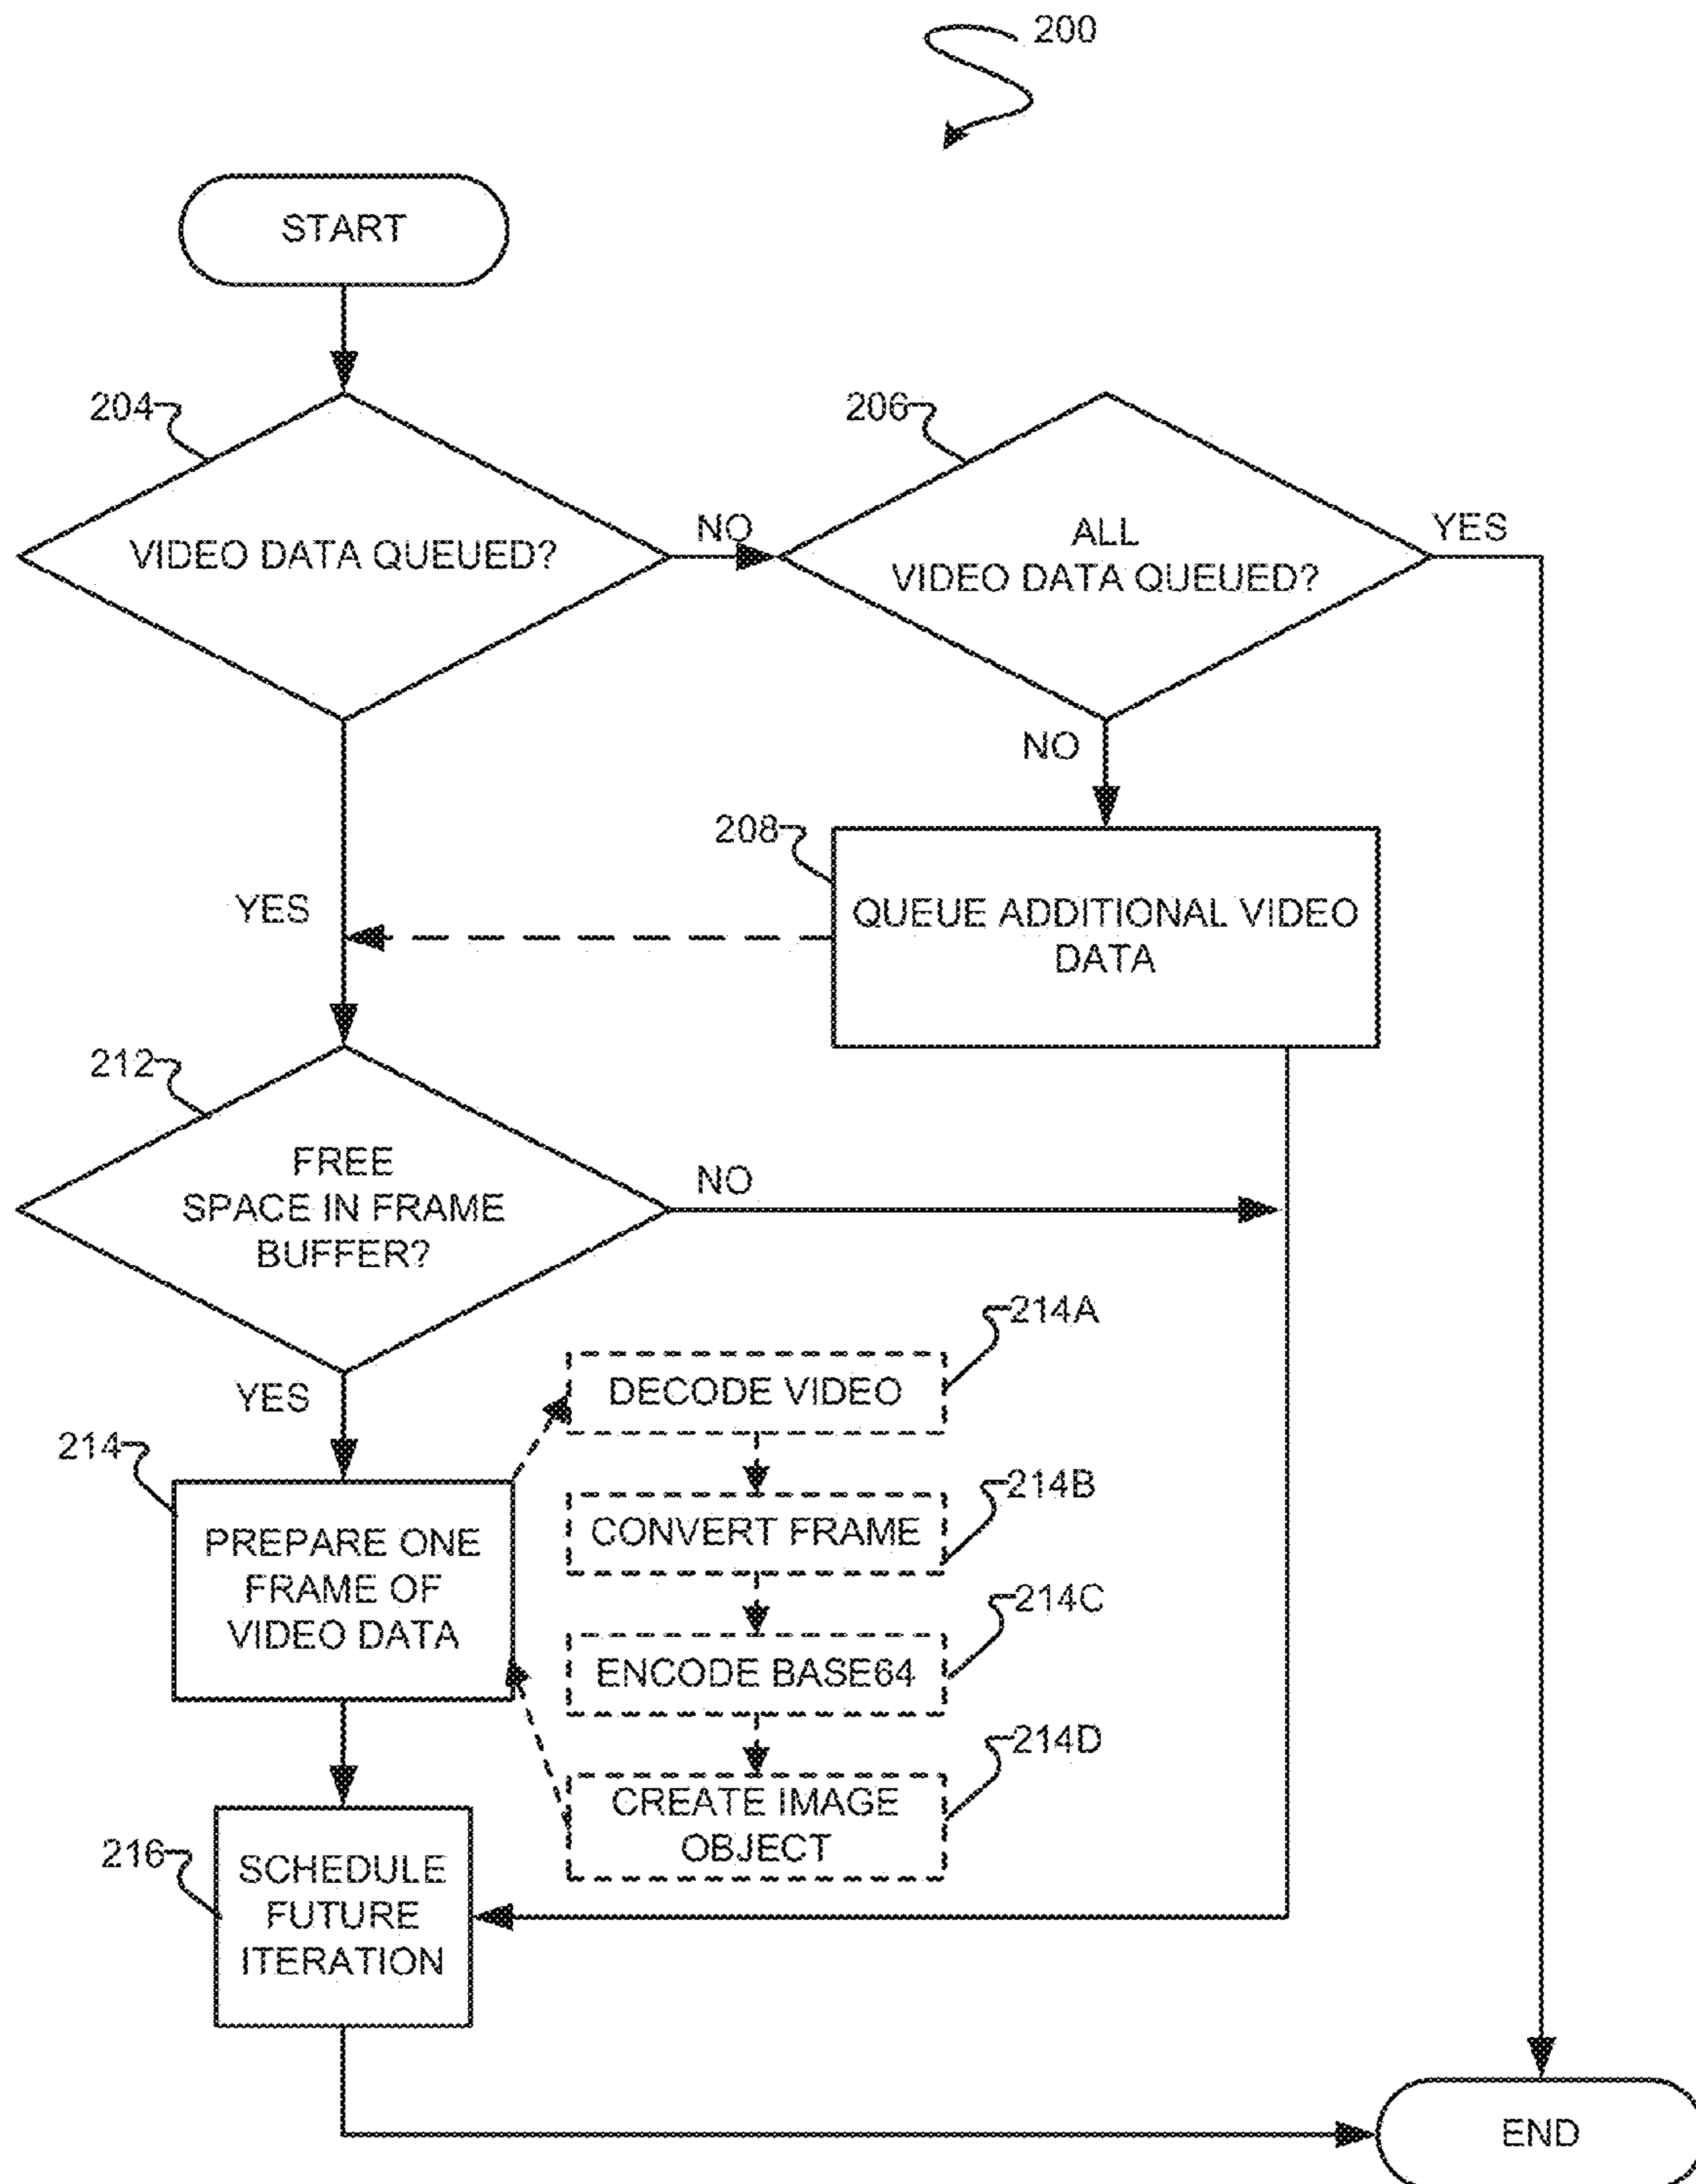 200
START
204
206
VIDEO DATA QUEUED?
NO
ALL
VIDEO DATA QUEUED?
YES
NO
208
QUEUE ADDITIONAL VIDEO
DATA
YES
212
FREE
SPACE IN FRAME
BUFFER?
NO
YES
214A
DECODE VIDEO
214
214B
PREPARE ONE
FRAME OF
VIDEO DATA
CONVERT FRAME
214C
ENCODE BASE64
214D
CREATE IMAGE
OBJECT
216
SCHEDULE
FUTURE
ITERATION
END